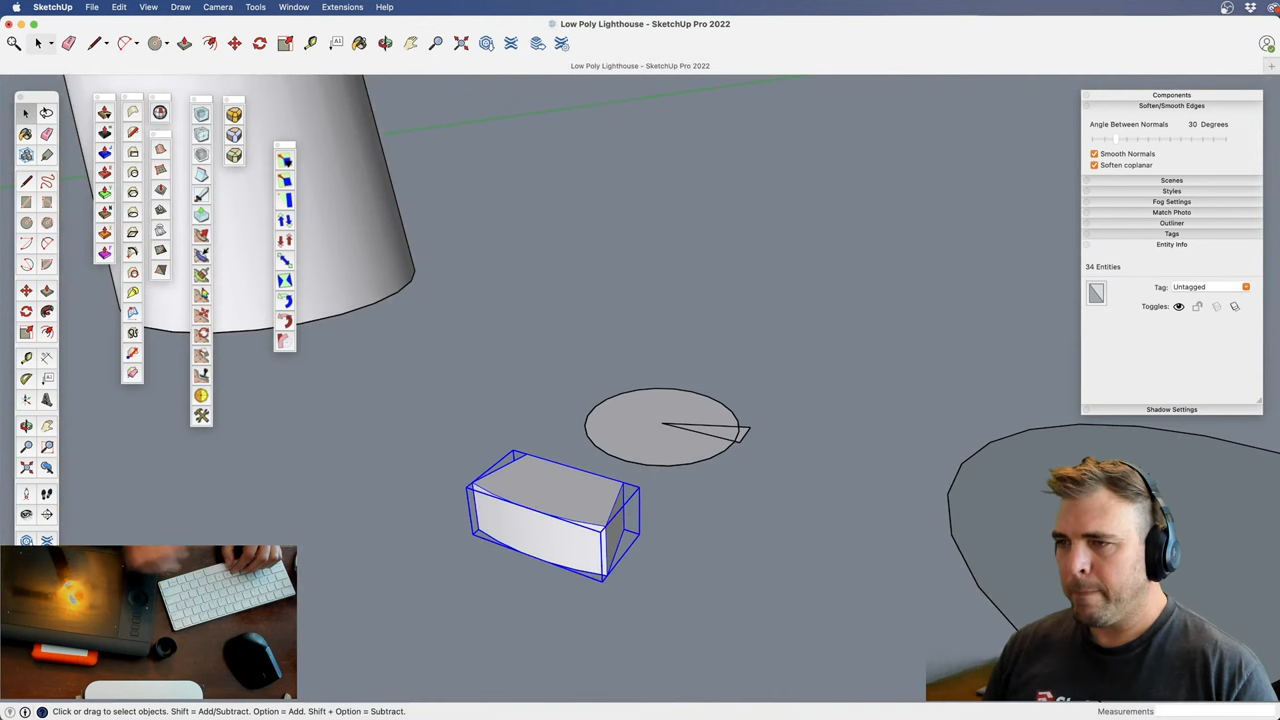 SketchUp File Edit View Draw Camera Tools Window Extensions Help
Low Poly Lighthouse - SketchUp Pro 2022
Low Poly Lighthouse - SketchUp Pro 2022
Components
Soften/Smooth Edges
Angle Between Normals 30 Degrees
Smooth Normals
Soften coplanar
Scenes
Styles
Fog Settings
Match Photo
Outliner
Tags
Entity Info
34 Entities
Tag: Untagged
Toggles:
Shadow Settings
Click or drag to select objects. Shift = Add/Subtract. Option = Add. Shift + Option = Subtract.
Measurements